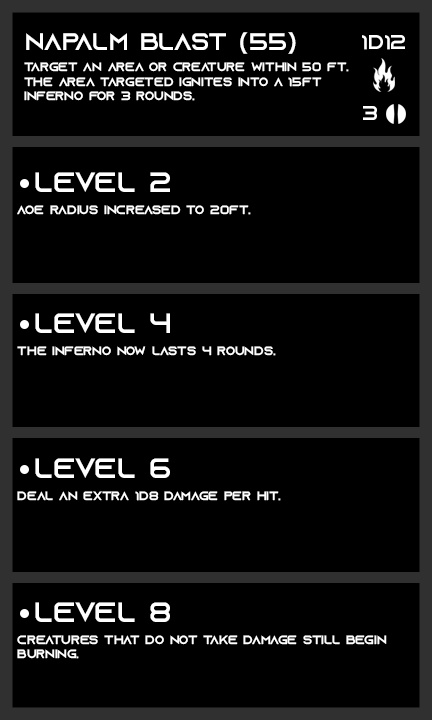 NAPALM BLAST (55)
1D12
TARGET AN AREA OR CREATURE WITHIN 50 FT.
THE AREA TARGETED IGNITES INTO A 15FT
INFERNO FOR 3 ROUNDS.
3
•LEVEL 2
AOE RADIUS INCREASED TO 20FT.
•LEVEL 4
THE INFERNO NOW LASTS 4 ROUNDS.
•LEVEL 6
DEAL AN EXTRA 1D8 DAMAGE PER HIT.
•LEVEL 8
CREATURES THAT DO NOT TAKE DAMAGE STILL BEGIN
BURNING.